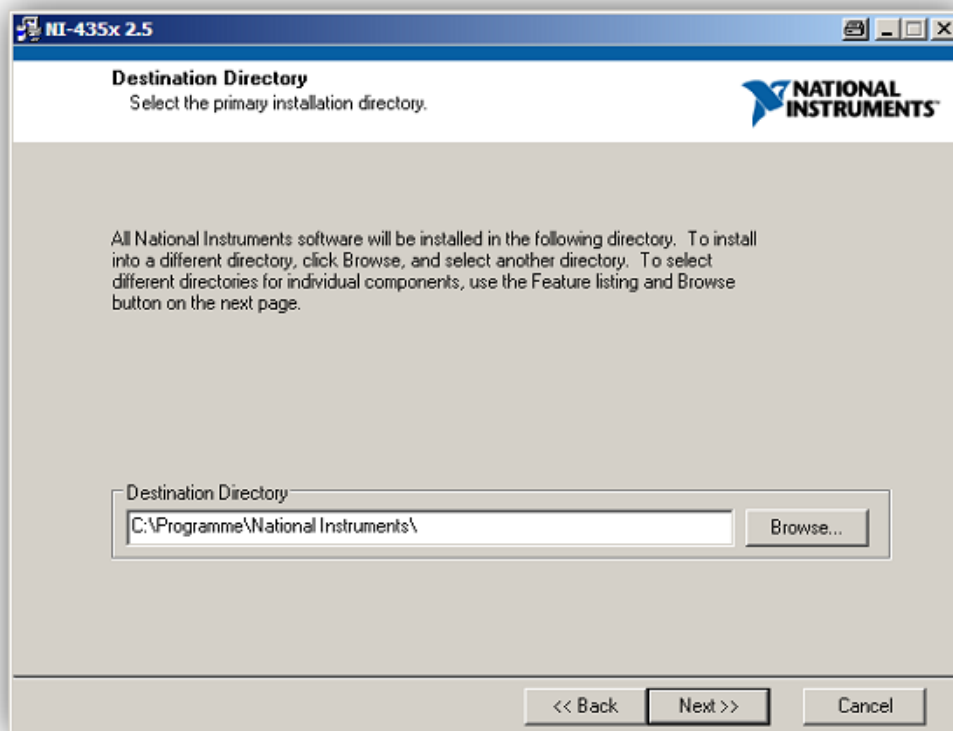 NI-435x 2.5
Destination Directory
Select the primary installation directory.
NATIONAL
INSTRUMENTS™
All National Instruments software will be installed in the following directory. To install
into a different directory, click Browse, and select another directory. To select
different directories for individual components, use the Feature listing and Browse
button on the next page.
Destination Directory
C:\Programme\National Instruments\
Browse...
<< Back
Next >>
Cancel